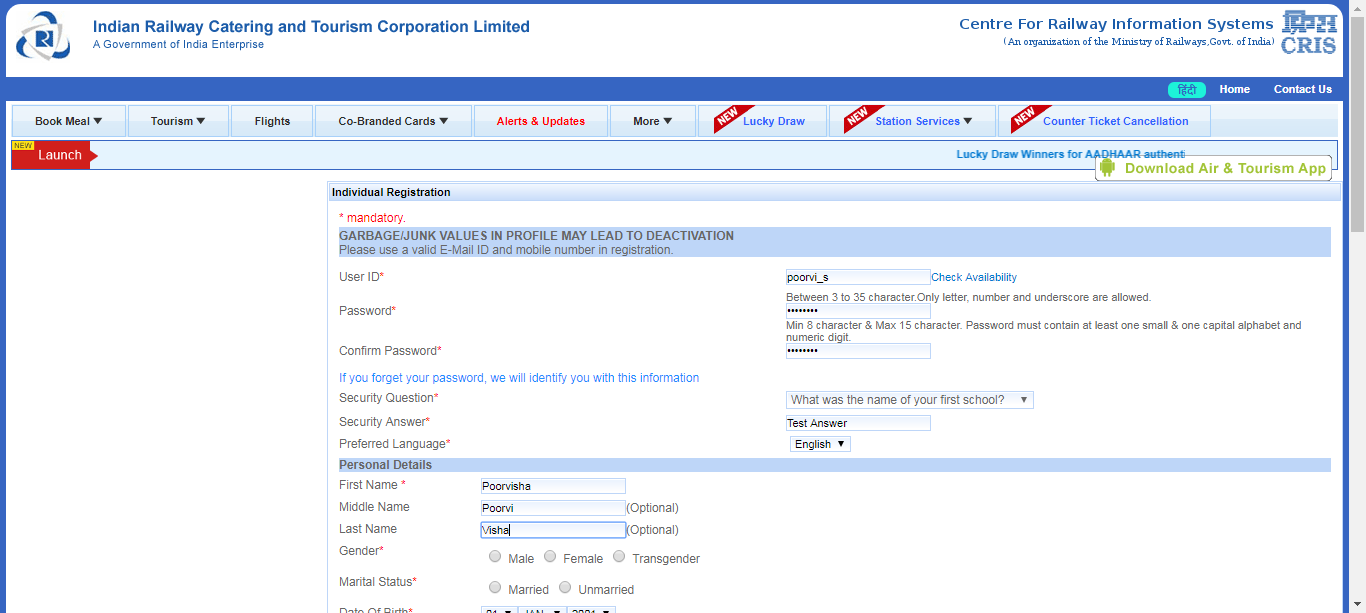 Indian Railway Catering and Tourism Corporation Limited
A Government of India Enterprise
Centre For Railway Information Systems
(An organization of the Ministry of Railways,Govt. of India)
क्रिस
CRIS
हिंदी Home Contact Us
Book Meal Tourism Flights Co-Branded Cards Alerts & Updates More NEW Lucky Draw NEW Station Services NEW Counter Ticket Cancellation
NEW
Launch
Lucky Draw Winners for AADHAAR authenti
Download Air & Tourism App
Individual Registration
* mandatory.
GARBAGE/JUNK VALUES IN PROFILE MAY LEAD TO DEACTIVATION
Please use a valid E-Mail ID and mobile number in registration.
User ID* poorvi_s Check Availability
Between 3 to 35 character.Only letter, number and underscore are allowed.
Password* ••••••••
Min 8 character & Max 15 character. Password must contain at least one small & one capital alphabet and
numeric digit.
Confirm Password* ••••••••
If you forget your password, we will identify you with this information
Security Question* What was the name of your first school?
Security Answer* Test Answer
Preferred Language* English
Personal Details
First Name * Poorvisha
Middle Name Poorvi (Optional)
Last Name Visha (Optional)
Gender* Male Female Transgender
Marital Status* Married Unmarried
Date Of Birth* 01 JAN 2001